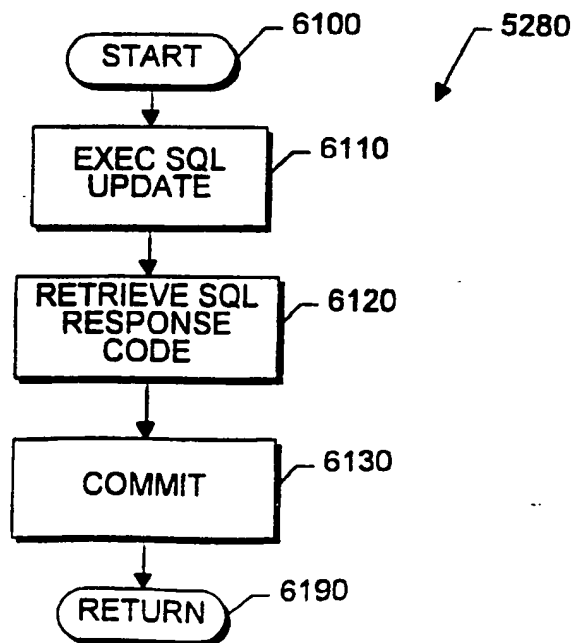 START
6100
5280
EXEC SQL
UPDATE
6110
RETRIEVE SQL
RESPONSE
CODE
6120
COMMIT
6130
RETURN
6190